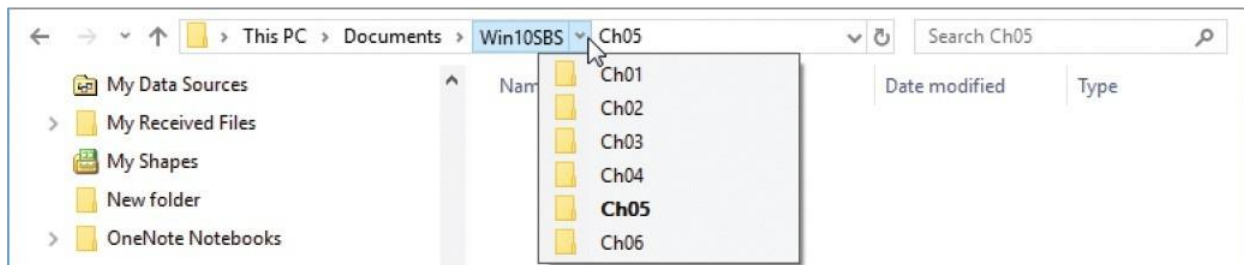 This PC > Documents > Win10SBS Ch05 Search Ch05
My Data Sources Nam Date modified Type
Ch01
Ch02
> My Received Files
Ch03
My Shapes
Ch04
New folder
Ch05
> OneNote Notebooks
Ch06